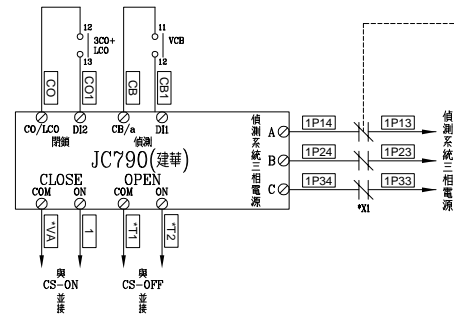 12
3CO+
LCO
13
11
VCB
12
CO
CO1
CB
CB1
CO/LCO
DI2
CB/a
DI1
閉鎖
偵測
JC790(建華)
CLOSE
OPEN
COM
ON
COM
ON
偵測系統三相電源
A
B
C
1P14
1P13
1P24
1P23
1P34
1P33
*X1
偵測系統三相電源
*VA
1
*T1
*T2
與
CS-ON
並接
與
CS-OFF
並接